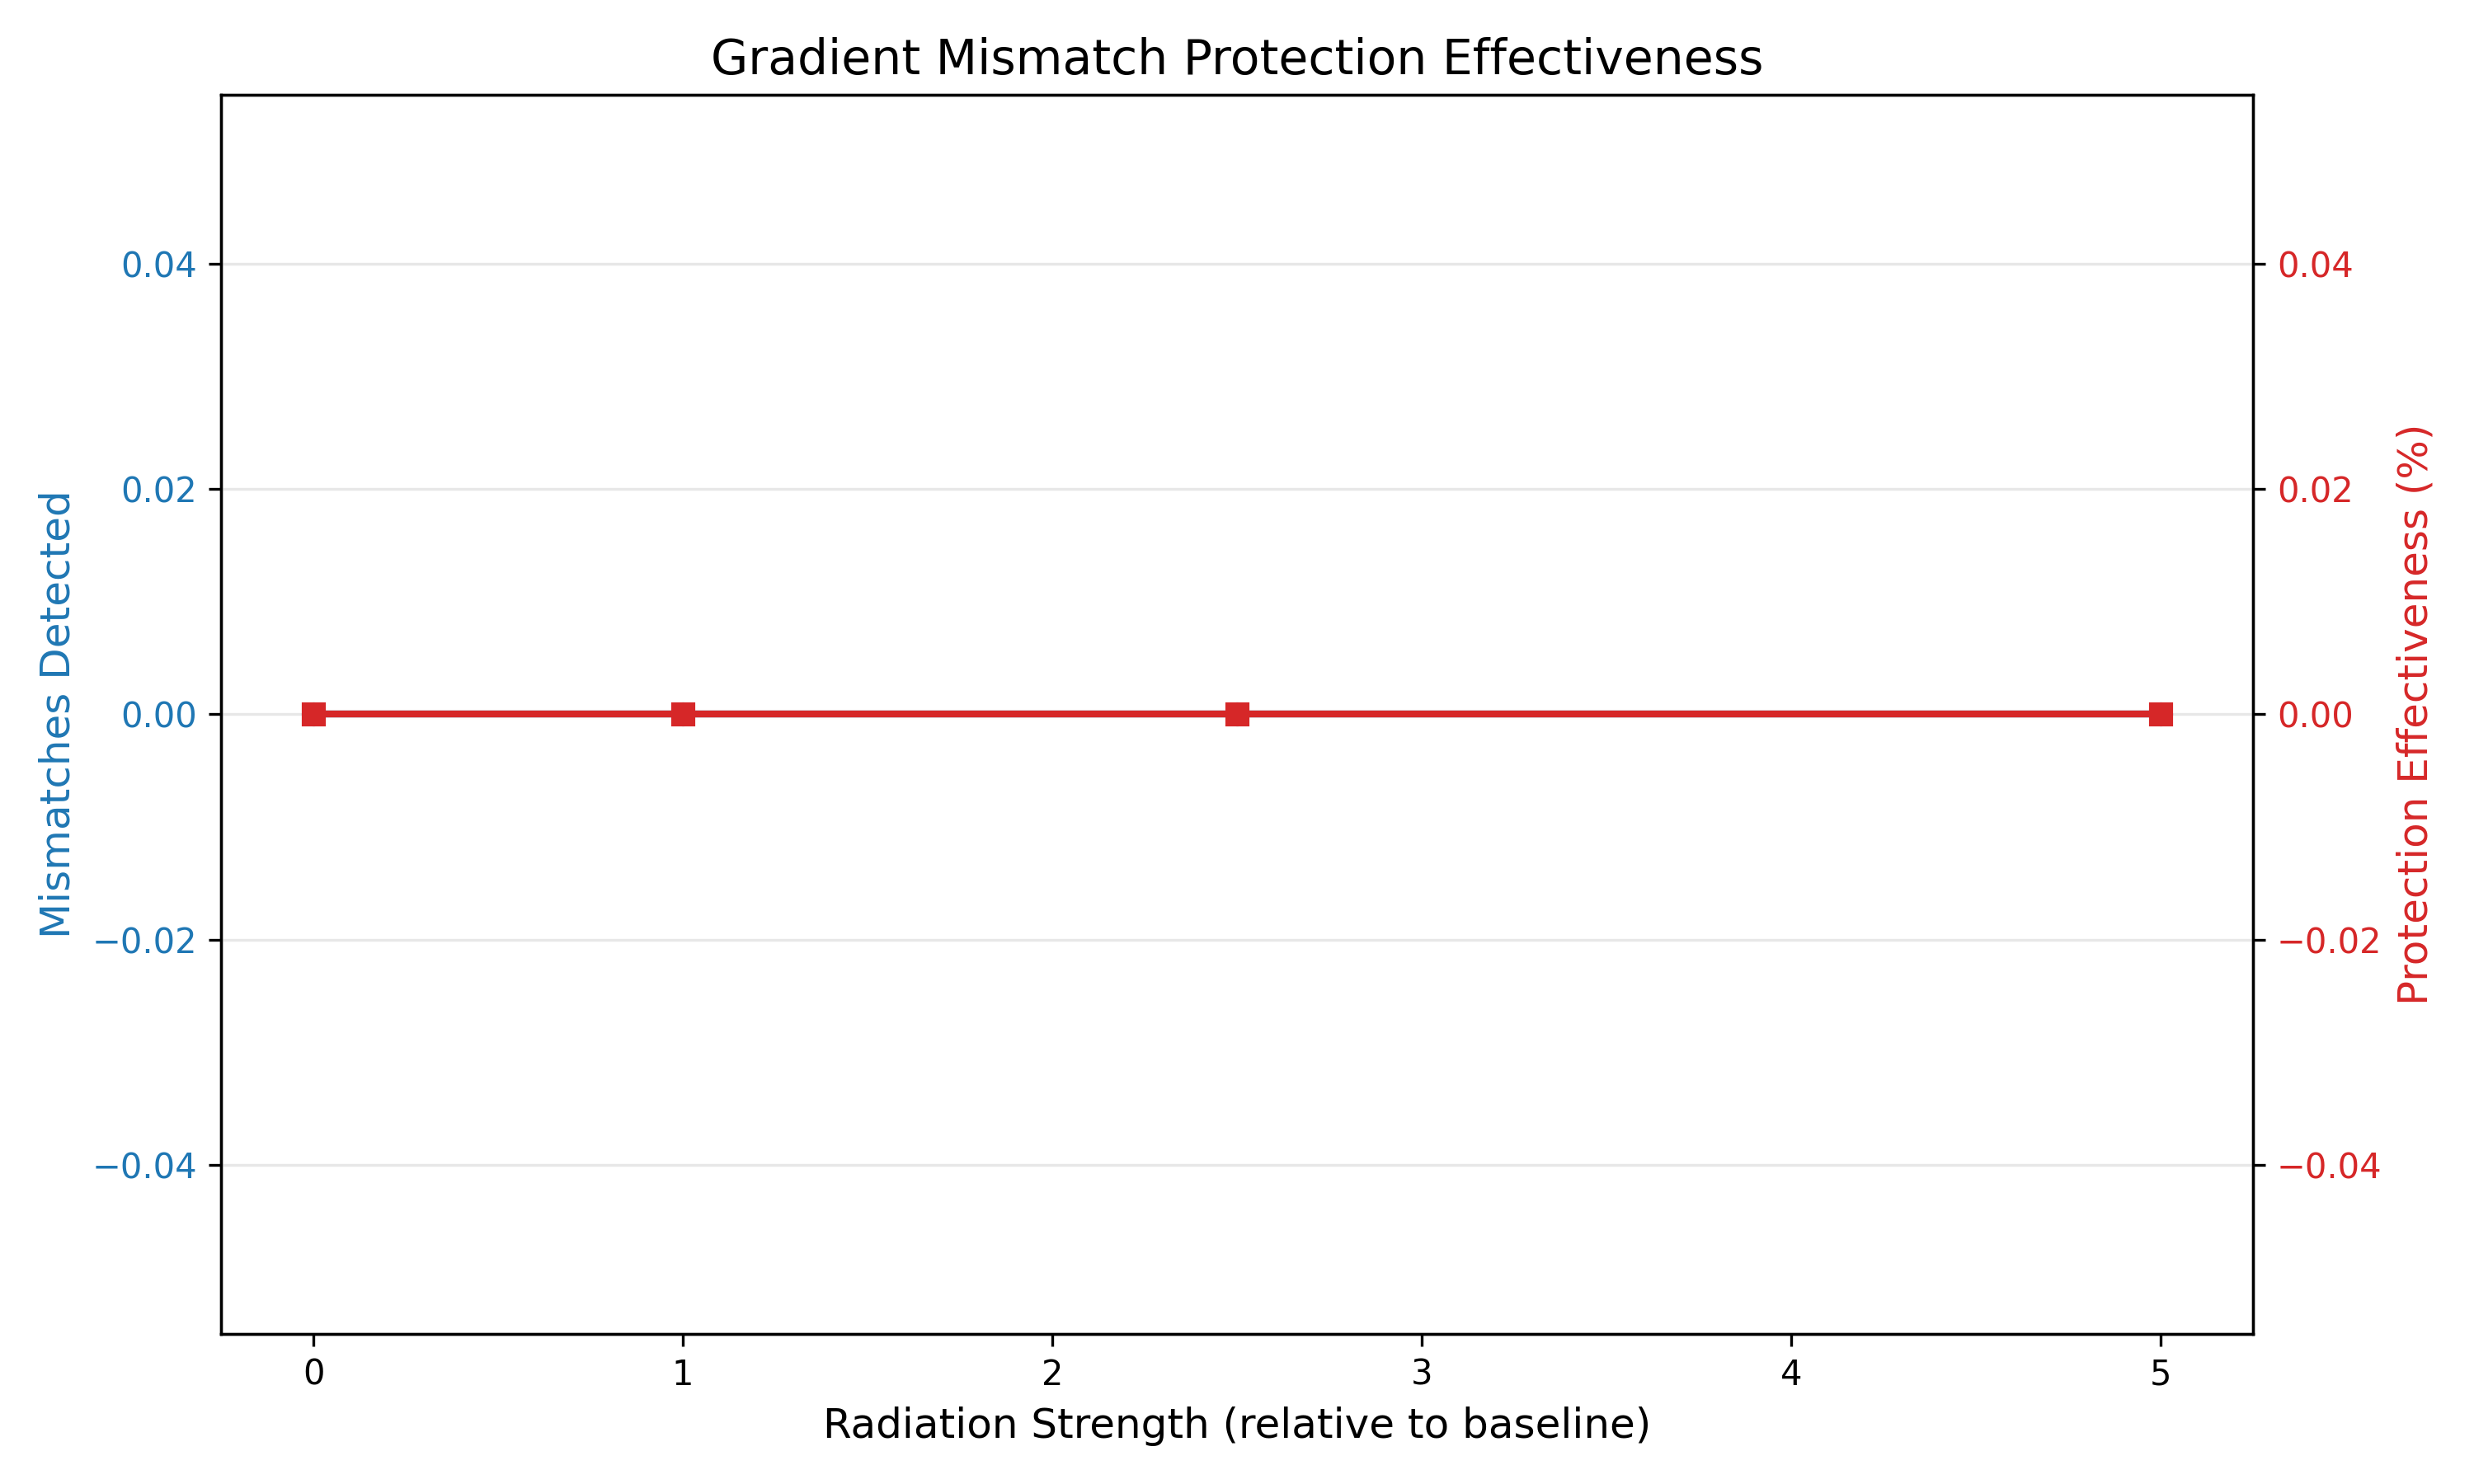 Gradient Mismatch Protection Effectiveness
Mismatches Detected
0.04
0.02
0.00
−0.02
−0.04
0.04
0.02
0.00
−0.02
−0.04
Protection Effectiveness (%)
0 1 2 3 4 5
Radiation Strength (relative to baseline)